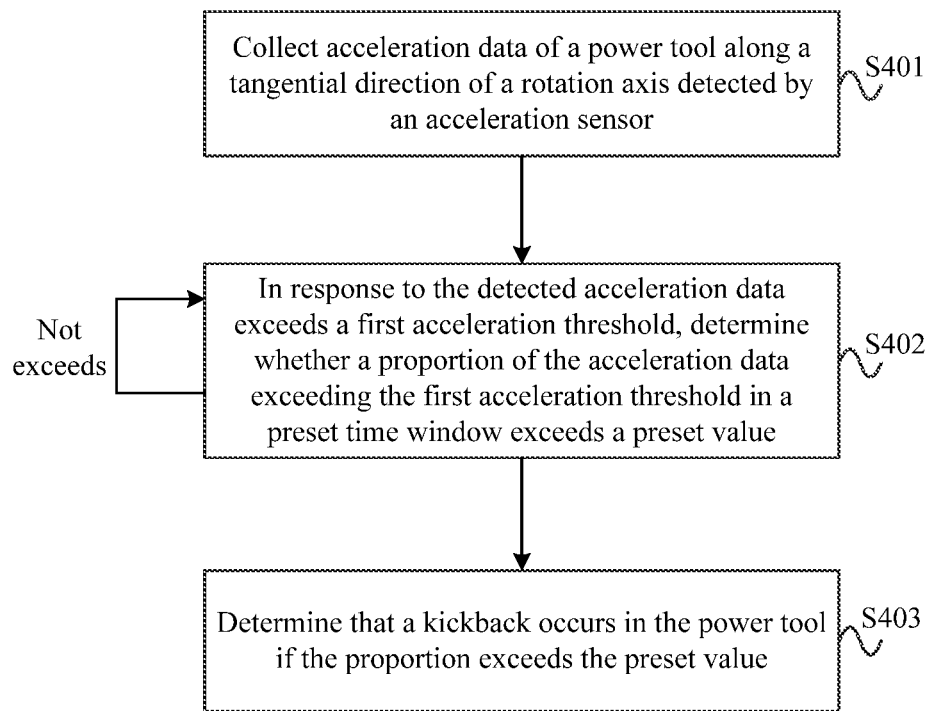 Collect acceleration data of a power tool along a
tangential direction of a rotation axis detected by
an acceleration sensor
S401
In response to the detected acceleration data
exceeds a first acceleration threshold, determine
whether a proportion of the acceleration data
exceeding the first acceleration threshold in a
preset time window exceeds a preset value
S402
Not
exceeds
Determine that a kickback occurs in the power tool
if the proportion exceeds the preset value
S403